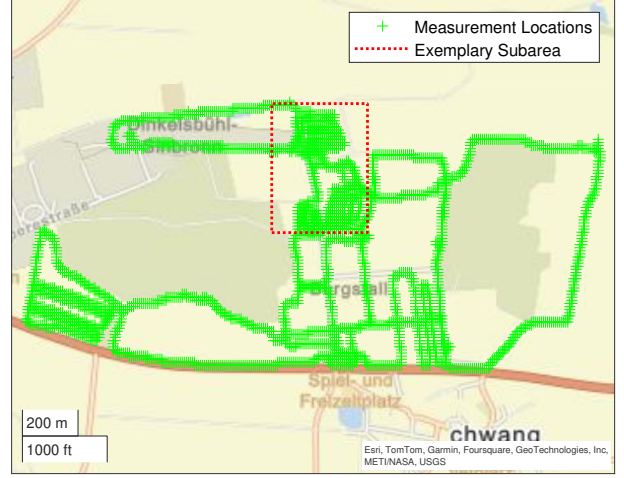 Measurement Locations
Exemplary Subarea
Dinkelsbühl-
Sinbronn
Burgstall
Spiel- und
Freizeitplatz
chwang
200 m
1000 ft
Esri, TomTom, Garmin, Foursquare, GeoTechnologies, Inc,
METI/NASA, USGS